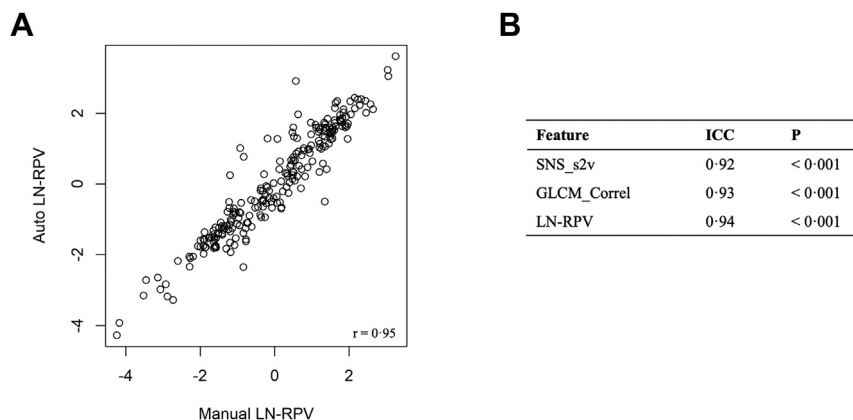 A
B
2
0
-2
-4
Auto LN-RPV
r = 0·95
-4 -2 0 2
Manual LN-RPV
Feature ICC P
SNS_s2v 0·92 < 0·001
GLCM_Correl 0·93 < 0·001
LN-RPV 0·94 < 0·001